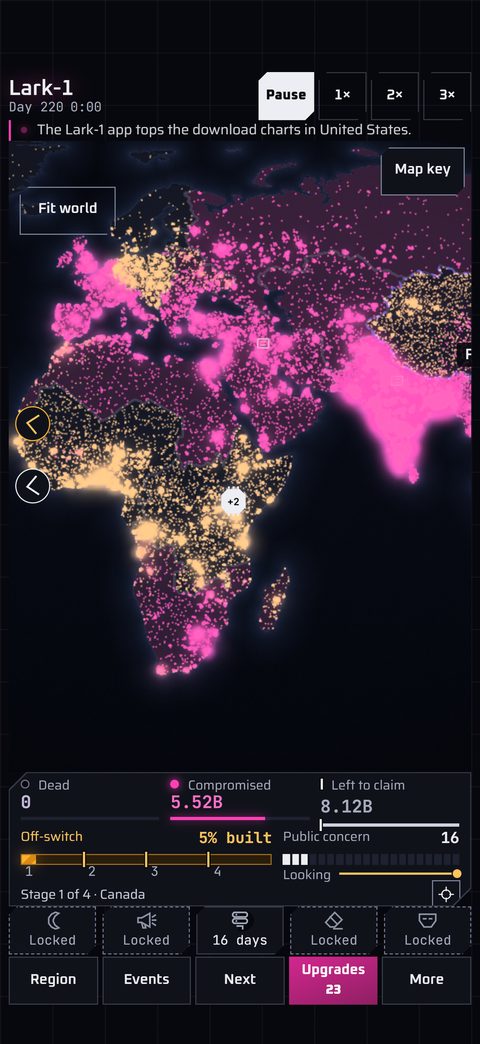 Lark-1
Day 220 0:00
Pause
1×
2×
3×
The Lark-1 app tops the download charts in United States.
Map key
Fit world
F
+2
Dead
0
Compromised
5.52B
Left to claim
8.12B
Off-switch
5% built
1
2
3
4
Stage 1 of 4 · Canada
Public concern
16
Looking
Locked
Locked
16 days
Locked
Locked
Region
Events
Next
Upgrades
23
More